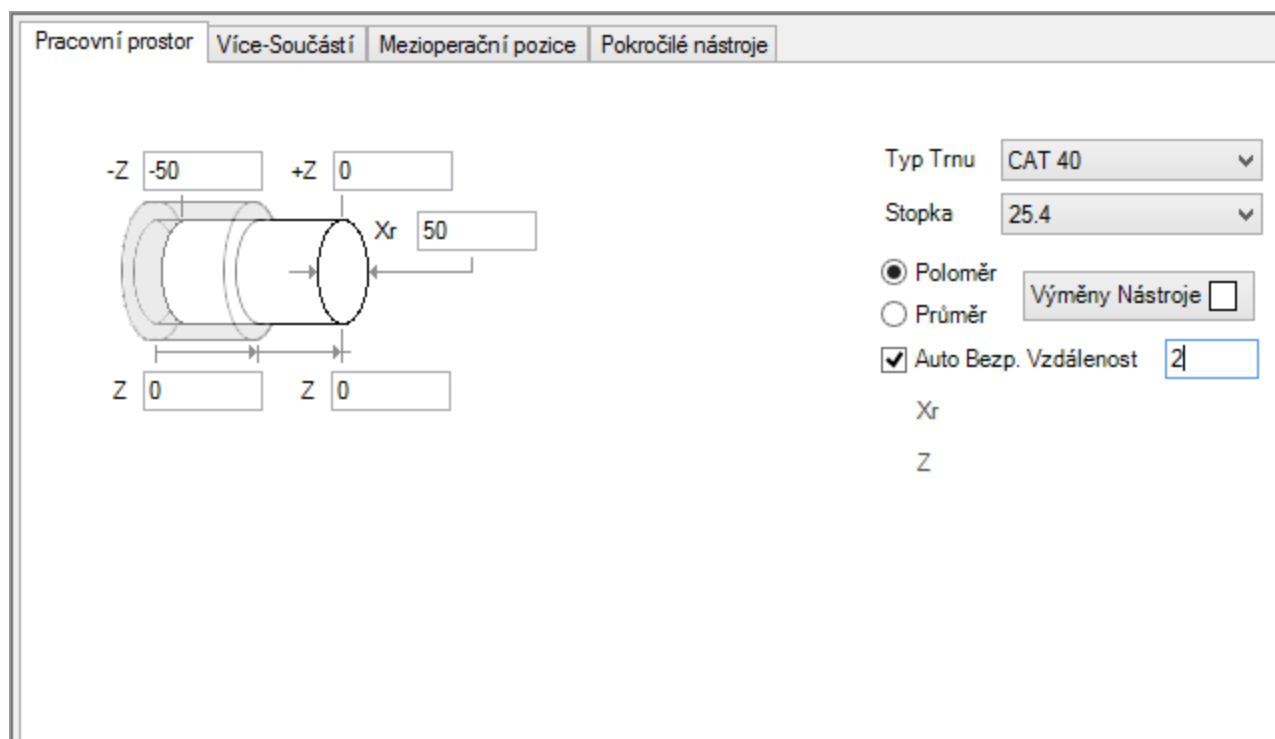 Pracovní prostor Více-Součástí Mezioperační pozice Pokročilé nástroje
-Z -50 +Z 0
Typ Trnu CAT 40
Xr 50
Stopka 25.4
Poloměr
Výměny Nástroje
Průměr
Auto Bezp. Vzdálenost 2
Z 0 Z 0
Xr
Z